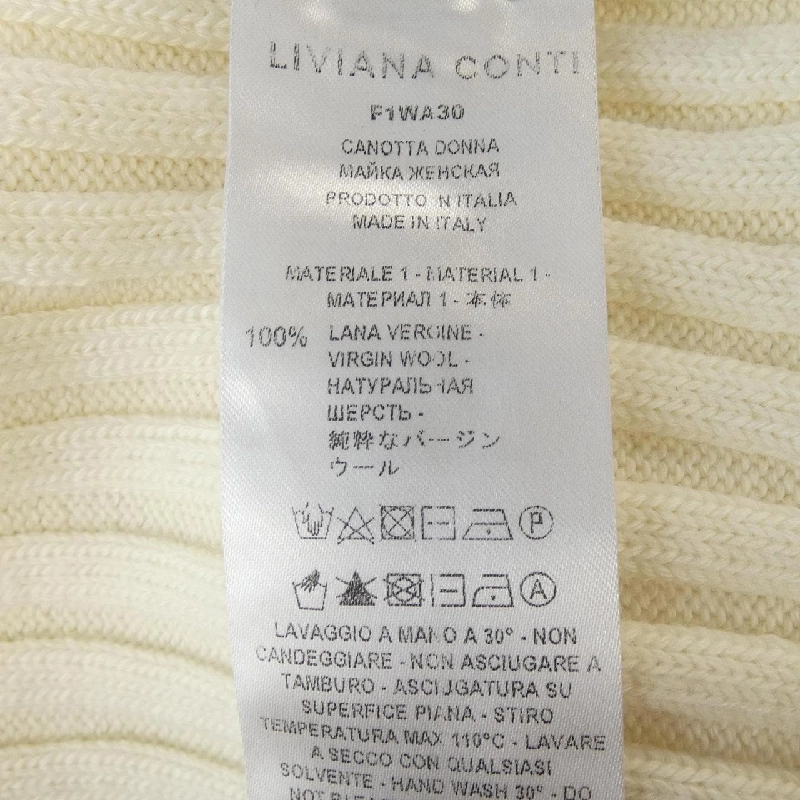 LIVIANA CONTI
F1WA30
CANOTTA DONNA
МАЙКА ЖЕНСКАЯ
PRODOTTO IN ITALIA
MADE IN ITALY
MATERIALE 1 - MATERIAL 1 -
МАТЕРИАЛ 1 - 本体
100% LANA VERGINE -
VIRGIN WOOL -
НАТУРАЛЬНАЯ
ШЕРСТЬ -
純粋なバージン
ウール
P
A
LAVAGGIO A MANO A 30° - NON
CANDEGGIARE - NON ASCIUGARE A
TAMBURO - ASCIUGATURA SU
SUPERFICE PIANA - STIRO
TEMPERATURA MAX 110°C - LAVARE
A SECCO CON QUALSIASI
SOLVENTE - HAND WASH 30° - DO
NOT BLEACH